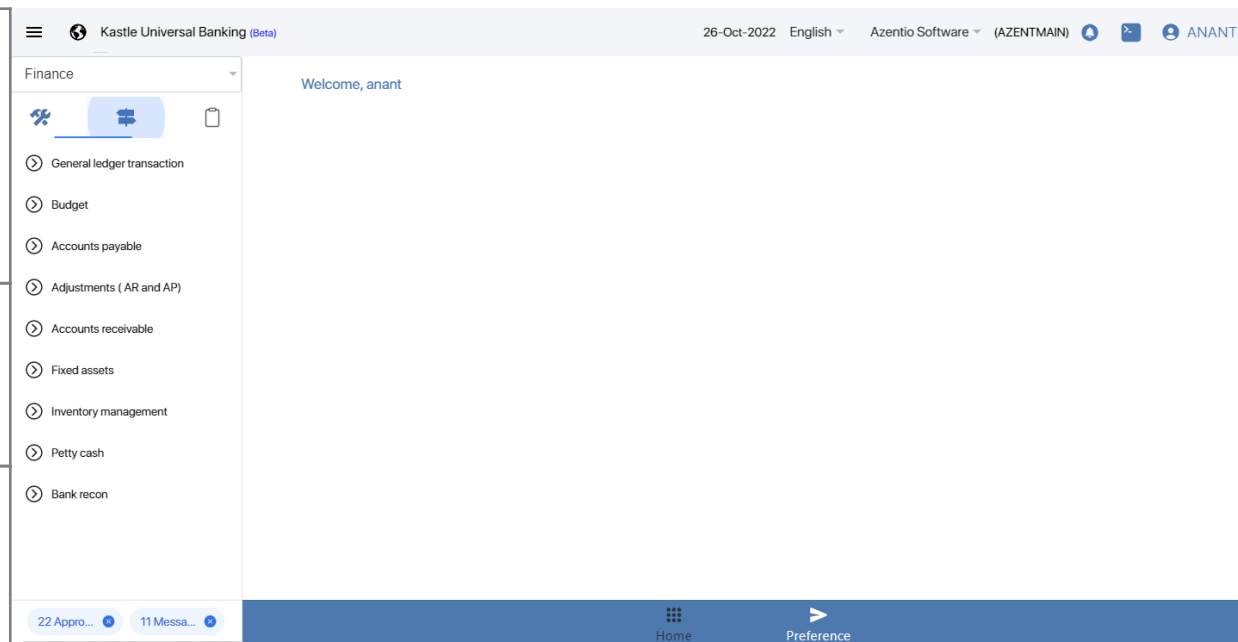 Kastle Universal Banking (Beta)
26-Oct-2022 English Azentio Software (AZENTMAIN) ANANT
Finance
Welcome, anant
General ledger transaction
Budget
Accounts payable
Adjustments ( AR and AP)
Accounts receivable
Fixed assets
Inventory management
Petty cash
Bank recon
22 Appro... 11 Messa...
Home Preference